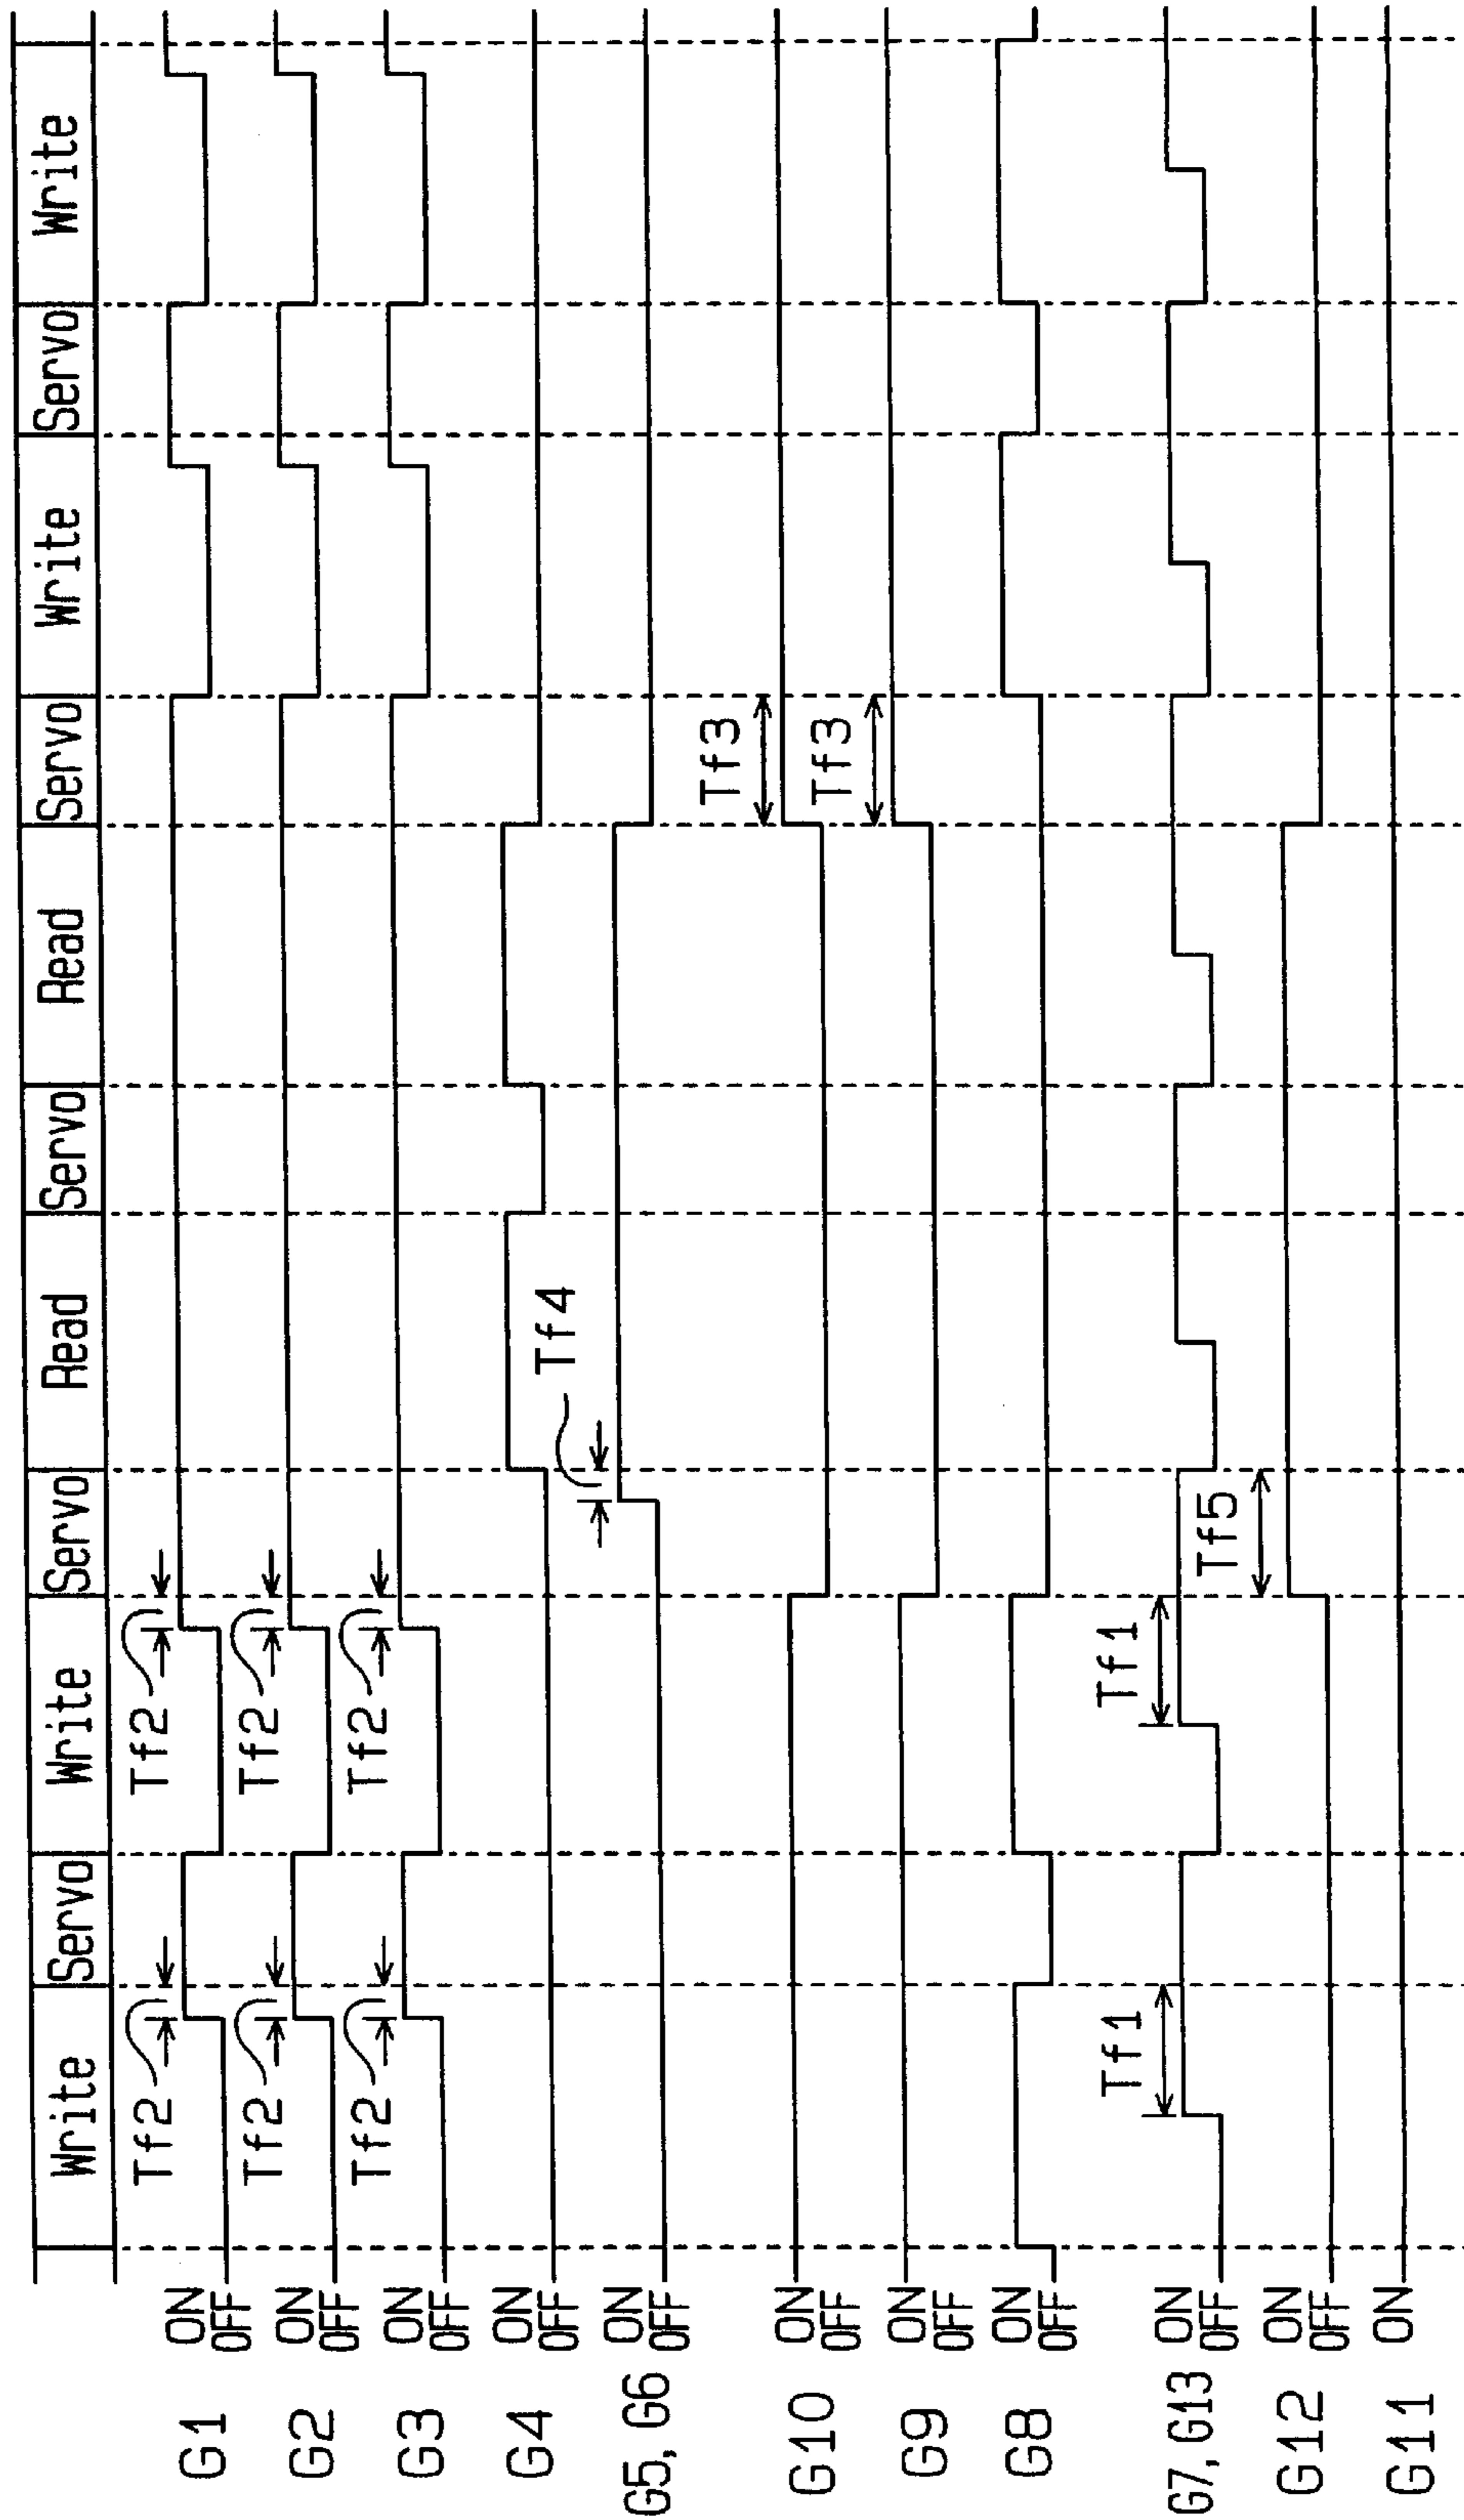 Write Servo Write Servo Read Servo Read Servo Write Servo Write
G1 ON OFF Tf2 Tf2
G2 ON OFF Tf2 Tf2
G3 ON OFF Tf2 Tf2
G4 ON OFF
G5, G6 ON OFF Tf4
G10 ON OFF Tf3
G9 ON OFF Tf3
G8 ON OFF
G7, G13 ON OFF Tf1 Tf1
G12 ON OFF Tf5
G11 ON